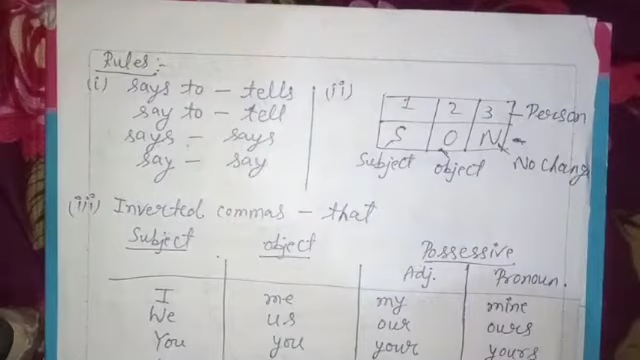 Rules:-
(i) says to - tells
say to - tell
says - says
say - say
(ii)
1 2 3 - Person
S O N - No Change
Subject object
(iii) Inverted commas - that
Subject object Possessive
Adj. Pronoun.
I me my mine
We us our ours
You you your yours